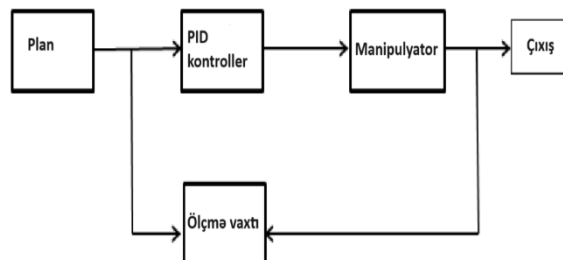 Plan
PID
kontroller
Manipulyator
Çıxış
Ölçmə vaxtı